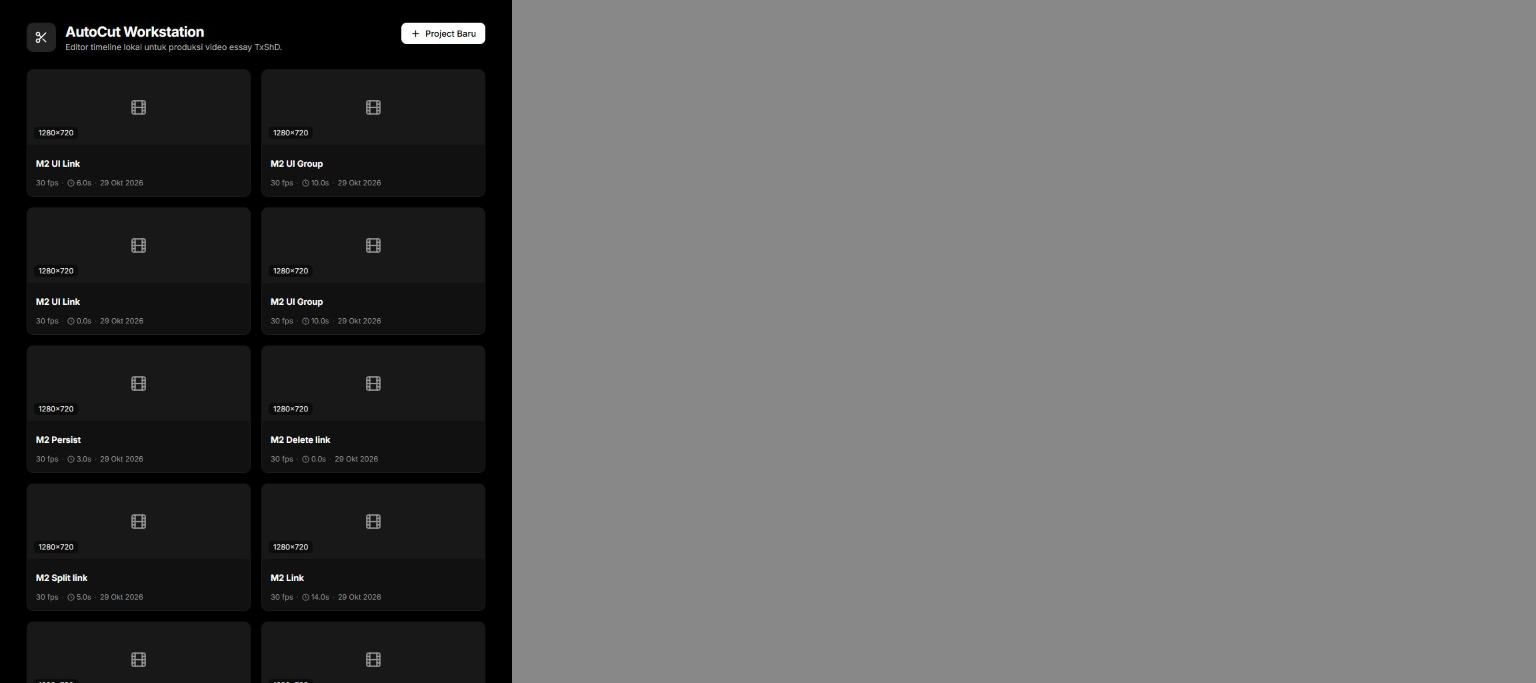 AutoCut Workstation
Editor timeline lokal untuk produksi video essay TxShD.
Project Baru
1280×720
M2 UI Link
30 fps · 6.0s · 29 Okt 2026
1280×720
M2 UI Group
30 fps · 10.0s · 29 Okt 2026
1280×720
M2 UI Link
30 fps · 0.0s · 29 Okt 2026
1280×720
M2 UI Group
30 fps · 10.0s · 29 Okt 2026
1280×720
M2 Persist
30 fps · 3.0s · 29 Okt 2026
1280×720
M2 Delete link
30 fps · 0.0s · 29 Okt 2026
1280×720
M2 Split link
30 fps · 5.0s · 29 Okt 2026
1280×720
M2 Link
30 fps · 14.0s · 29 Okt 2026